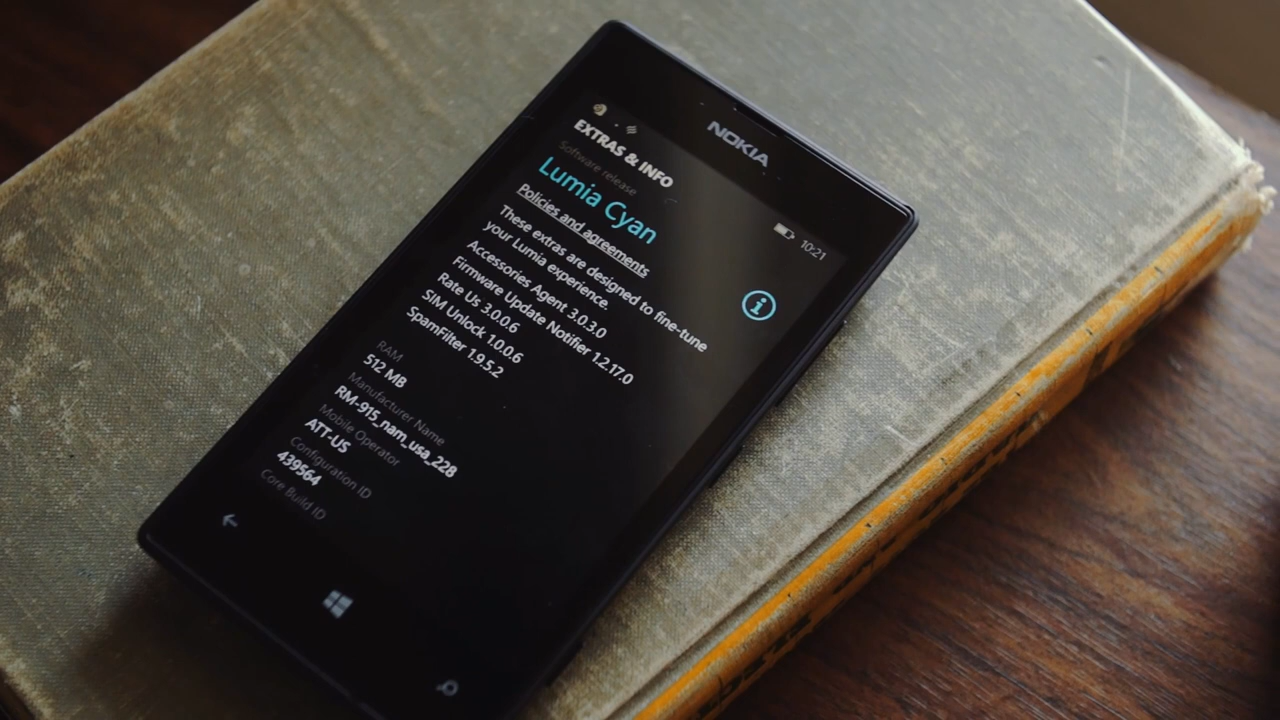 NOKIA
10:21
EXTRAS & INFO
Software release
Lumia Cyan
Policies and agreements
These extras are designed to fine-tune
your Lumia experience.
Accessories Agent 3.0.3.0
Firmware Update Notifier 1.2.17.0
Rate Us 3.0.0.6
SIM Unlock 1.0.0.6
SpamFilter 1.9.5.2
RAM
512 MB
Manufacturer Name
RM-915_nam_usa_228
Mobile Operator
ATT-US
Configuration ID
439564
Core Build ID